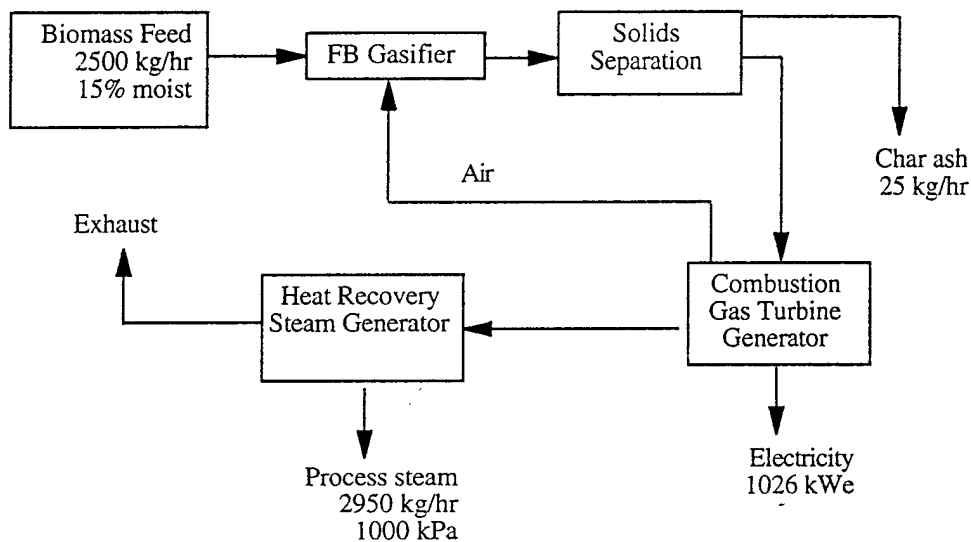 Biomass Feed
2500 kg/hr
15% moist
FB Gasifier
Solids
Separation
Char ash
25 kg/hr
Air
Exhaust
Heat Recovery
Steam Generator
Combustion
Gas Turbine
Generator
Process steam
2950 kg/hr
1000 kPa
Electricity
1026 kWe